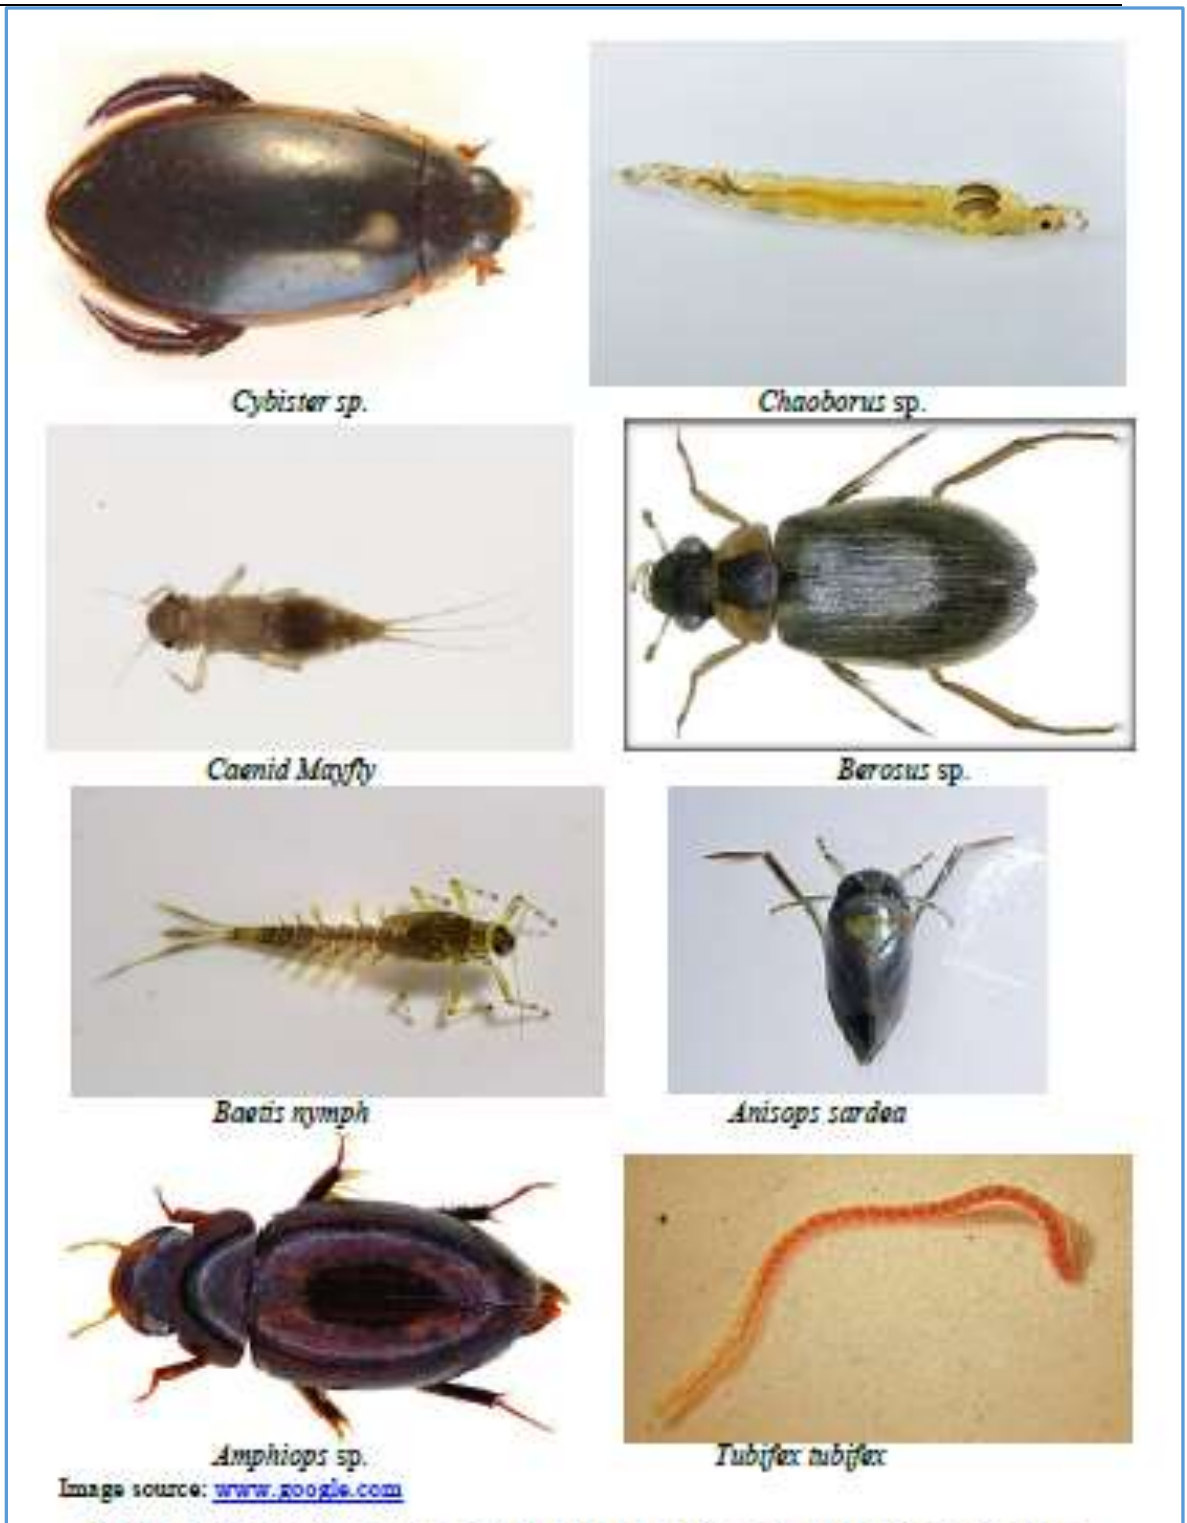 Cybister sp.
Chaoborus sp.
Caenid Mayfly
Berosus sp.
Baetis nymph
Anisops sardea
Amphiops sp.
Tubifex tubifex
Image source: www.google.com